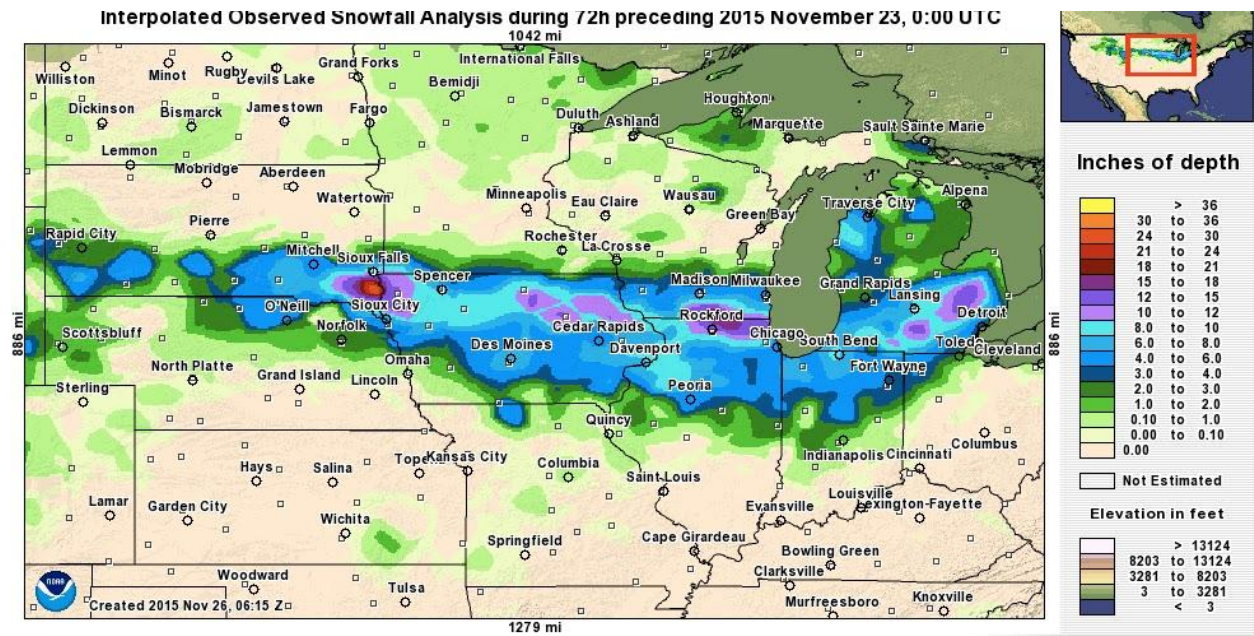 Interpolated Observed Snowfall Analysis during 72h preceding 2015 November 23, 0:00 UTC
1042 mi
International Falls
Williston
Minot
Rugby
Devils Lake
Grand Forks
Bemidji
Dickinson
Bismarck
Jamestown
Fargo
Duluth
Ashland
Houghton
Marquette
Sault Sainte Marie
Lemmon
Mobridge
Aberdeen
Watertown
Minneapolis
Eau Claire
Wausau
Green Bay
Traverse City
Alpena
Pierre
Rapid City
Mitchell
Sioux Falls
Rochester
La Crosse
Spencer
Madison
Milwaukee
Grand Rapids
Lansing
O'Neill
Sioux City
Norfolk
Cedar Rapids
Rockford
Detroit
Scottsbluff
886 mi
Des Moines
Davenport
Chicago
South Bend
Toledo
Cleveland
886 mi
North Platte
Omaha
Fort Wayne
Sterling
Grand Island
Lincoln
Peoria
Quincy
Columbus
Hays
Salina
Kansas City
Columbia
Indianapolis
Cincinnati
Saint Louis
Lamar
Garden City
Wichita
Evansville
Louisville
Lexington-Fayette
Springfield
Cape Girardeau
Bowling Green
Woodward
Tulsa
Clarksville
Murfreesboro
Knoxville
NOAA
Created 2015 Nov 26, 06:15 Z
1279 mi
Inches of depth
> 36
30 to 36
24 to 30
21 to 24
18 to 21
15 to 18
12 to 15
10 to 12
8.0 to 10
6.0 to 8.0
4.0 to 6.0
3.0 to 4.0
2.0 to 3.0
1.0 to 2.0
0.10 to 1.0
0.00 to 0.10
0.00
Not Estimated
Elevation in feet
> 13124
8203 to 13124
3281 to 8203
3 to 3281
< 3